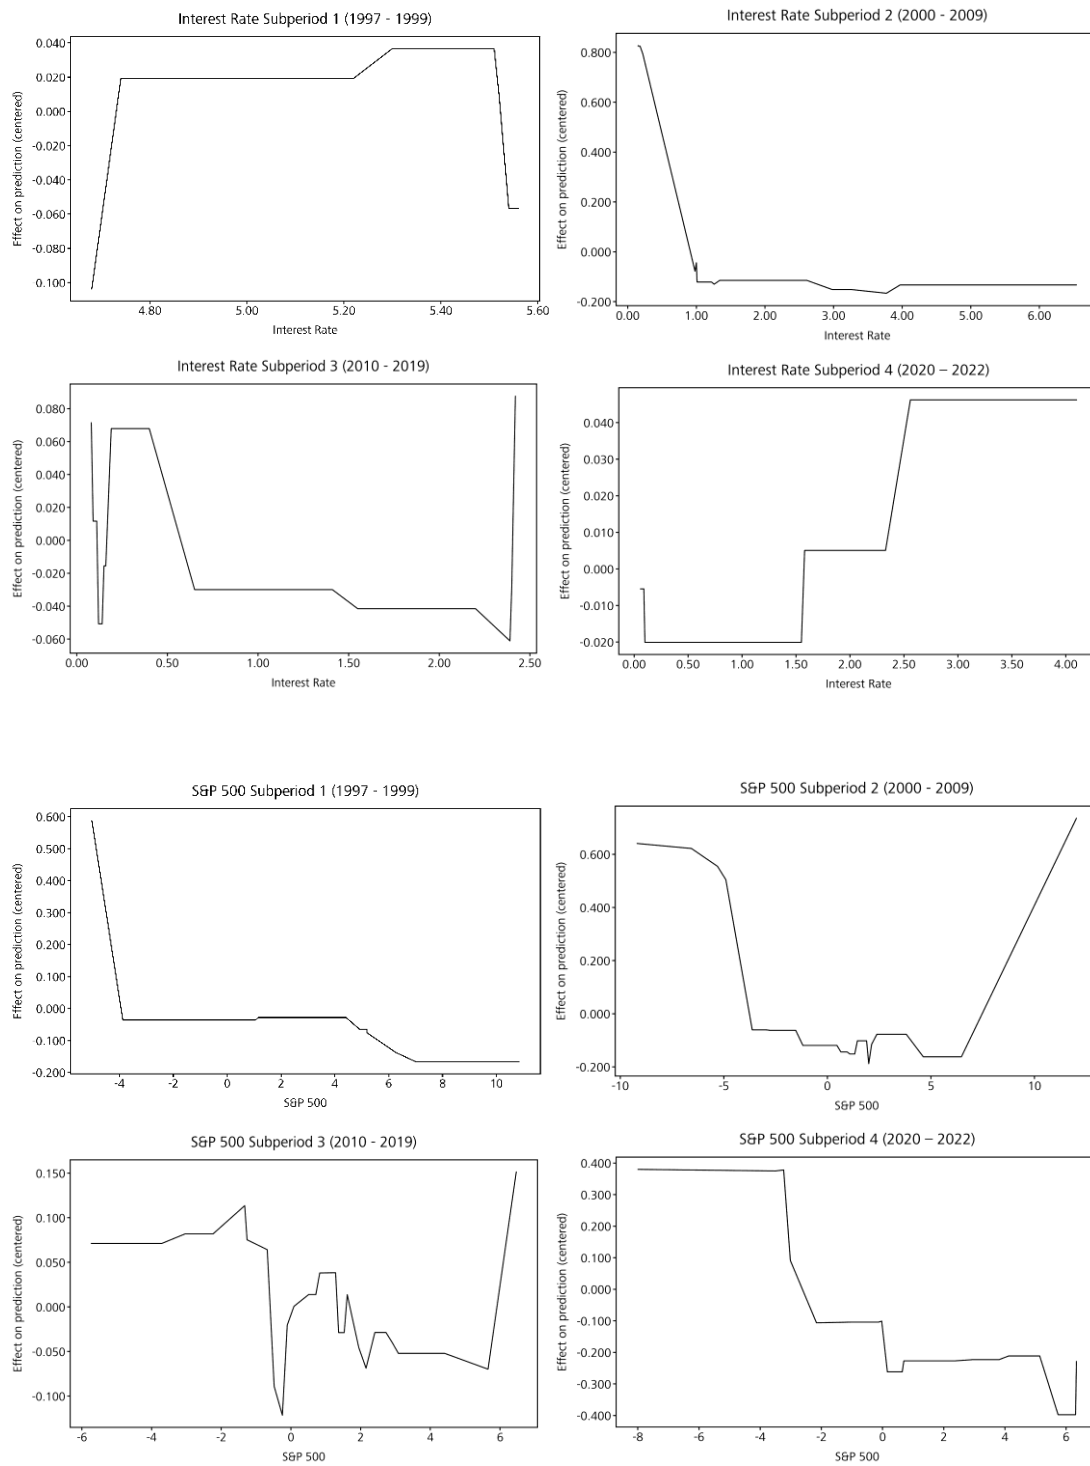 Interest Rate Subperiod 1 (1997 - 1999)
Effect on prediction (centered)
0.040
0.020
0.000
-0.020
-0.040
-0.060
-0.080
0.100
4.80 5.00 5.20 5.40 5.60
Interest Rate
Interest Rate Subperiod 2 (2000 - 2009)
Effect on prediction (centered)
0.800
0.600
0.400
0.200
0.000
-0.200
0.00 1.00 2.00 3.00 4.00 5.00 6.00
Interest Rate
Interest Rate Subperiod 3 (2010 - 2019)
Effect on prediction (centered)
0.080
0.060
0.040
0.020
0.000
-0.020
-0.040
-0.060
0.00 0.50 1.00 1.50 2.00 2.50
Interest Rate
Interest Rate Subperiod 4 (2020 – 2022)
Effect on prediction (centered)
0.040
0.030
0.020
0.010
0.000
-0.010
-0.020
0.00 0.50 1.00 1.50 2.00 2.50 3.00 3.50 4.00
Interest Rate
S&P 500 Subperiod 1 (1997 - 1999)
Effect on prediction (centered)
0.600
0.500
0.400
0.300
0.200
0.100
0.000
-0.100
-0.200
-4 -2 0 2 4 6 8 10
S&P 500
S&P 500 Subperiod 2 (2000 - 2009)
Effect on prediction (centered)
0.600
0.400
0.200
0.000
-0.200
-10 -5 0 5 10
S&P 500
S&P 500 Subperiod 3 (2010 - 2019)
Effect on prediction (centered)
0.150
0.100
0.050
0.000
-0.050
-0.100
-6 -4 -2 0 2 4 6
S&P 500
S&P 500 Subperiod 4 (2020 – 2022)
Effect on prediction (centered)
0.400
0.300
0.200
0.100
0.000
-0.100
-0.200
-0.300
-0.400
-8 -6 -4 -2 0 2 4 6
S&P 500